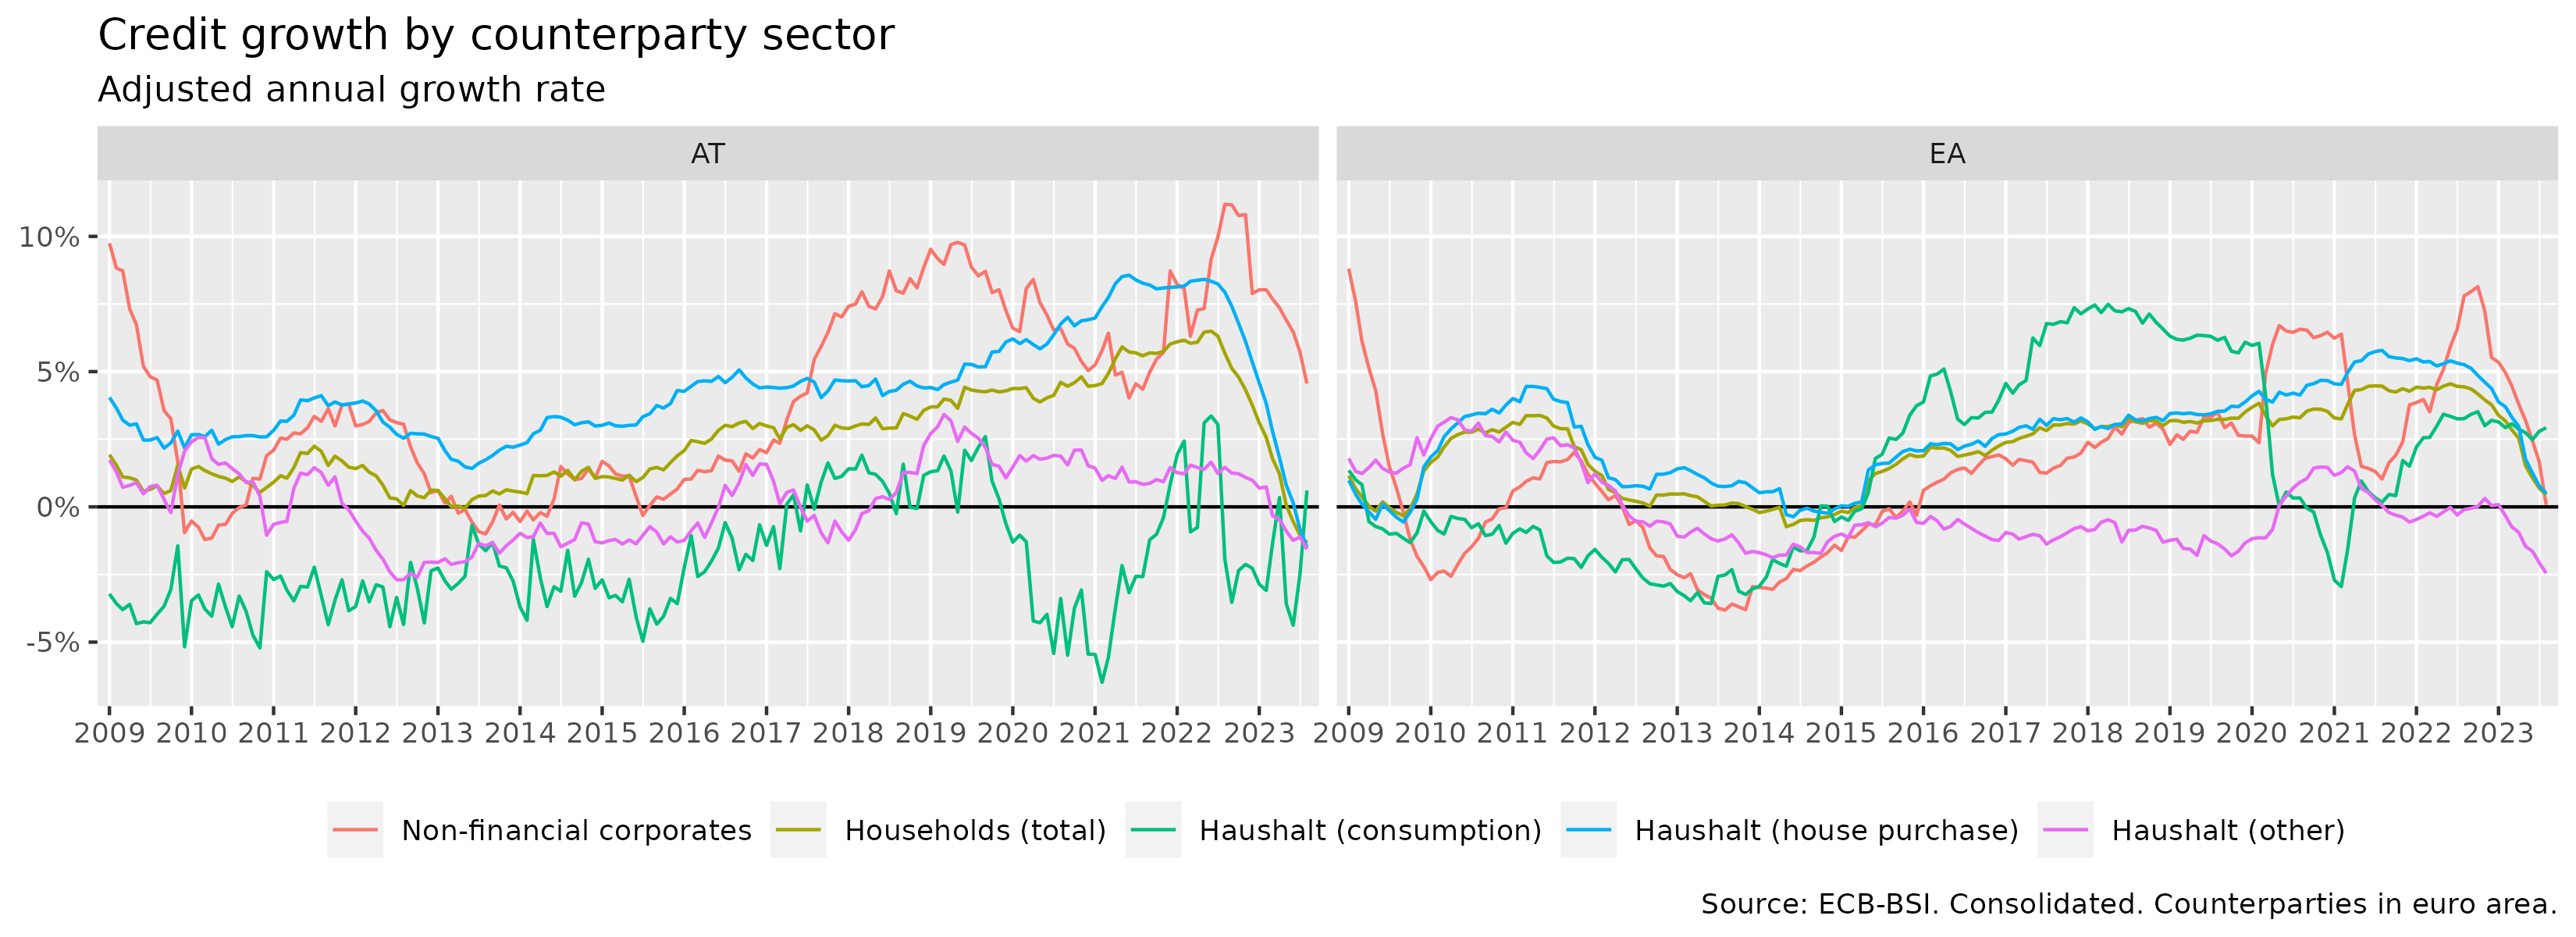 Credit growth by counterparty sector
Adjusted annual growth rate
AT
EA
10%
5%
0%
-5%
2009 2010 2011 2012 2013 2014 2015 2016 2017 2018 2019 2020 2021 2022 2023
2009 2010 2011 2012 2013 2014 2015 2016 2017 2018 2019 2020 2021 2022 2023
Non-financial corporates Households (total) Haushalt (consumption) Haushalt (house purchase) Haushalt (other)
Source: ECB-BSI. Consolidated. Counterparties in euro area.